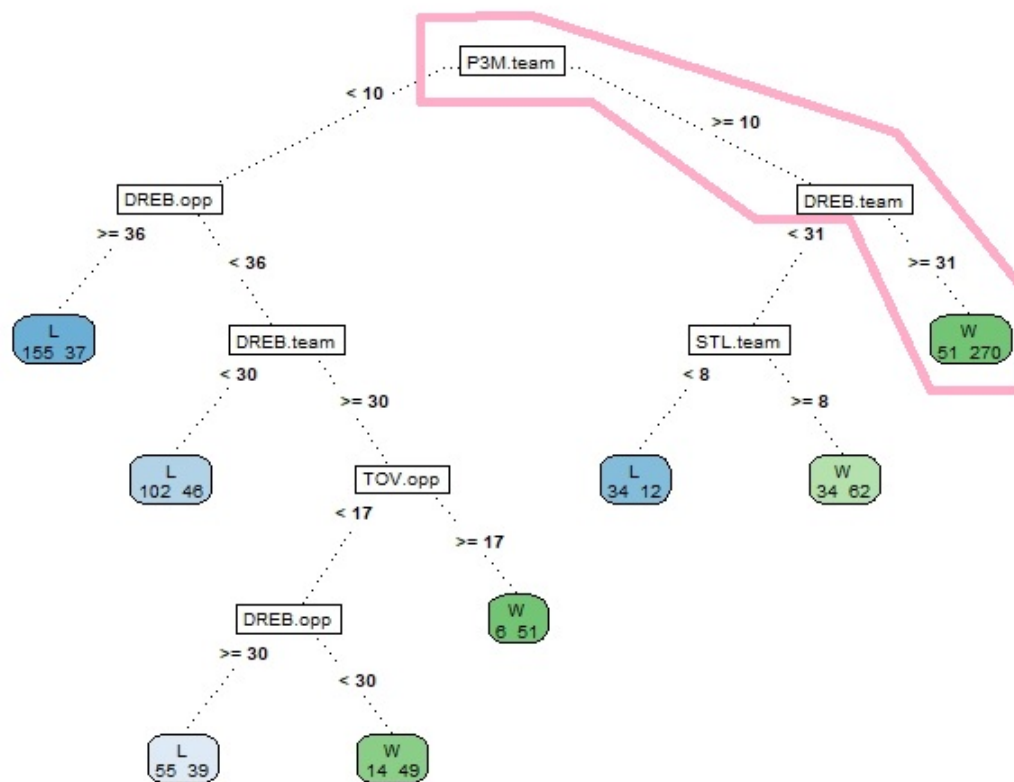 P3M.team
< 10
>= 10
DREB.opp
DREB.team
>= 36
< 31
< 36
>= 31
L
155 37
DREB.team
STL.team
W
51 270
< 30
< 8
>= 30
>= 8
L
102 46
TOV.opp
L
34 12
W
34 62
< 17
>= 17
DREB.opp
W
6 51
>= 30
< 30
L
55 39
W
14 49